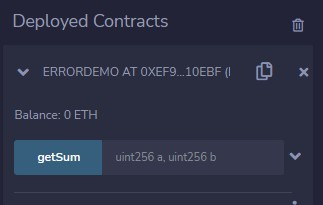 Deployed Contracts
ERRORDEMO AT 0XEF9...10EBF (
Balance: 0 ETH
getSum
uint256 a, uint256 b